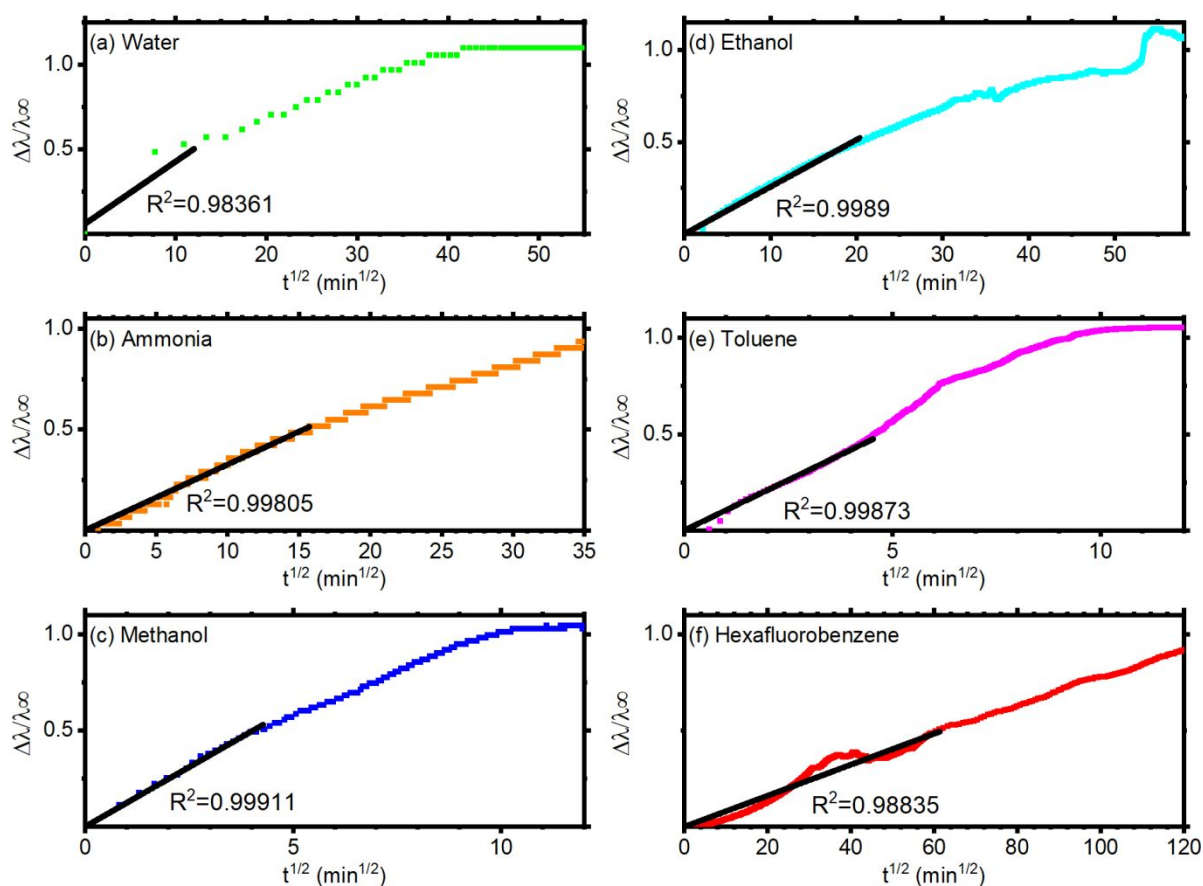 (a) Water
1.0
0.5
Δλ/λ∞
R²=0.98361
0 10 20 30 40 50
t^1/2 (min^1/2)
(b) Ammonia
1.0
0.5
Δλ/λ∞
R²=0.99805
0 5 10 15 20 25 30 35
t^1/2 (min^1/2)
(c) Methanol
1.0
0.5
Δλ/λ∞
R²=0.99911
0 5 10
t^1/2 (min^1/2)
(d) Ethanol
1.0
0.5
Δλ/λ∞
R²=0.9989
0 10 20 30 40 50
t^1/2 (min^1/2)
(e) Toluene
1.0
0.5
Δλ/λ∞
R²=0.99873
0 5 10
t^1/2 (min^1/2)
(f) Hexafluorobenzene
1.0
0.5
Δλ/λ∞
R²=0.98835
0 20 40 60 80 100 120
t^1/2 (min^1/2)